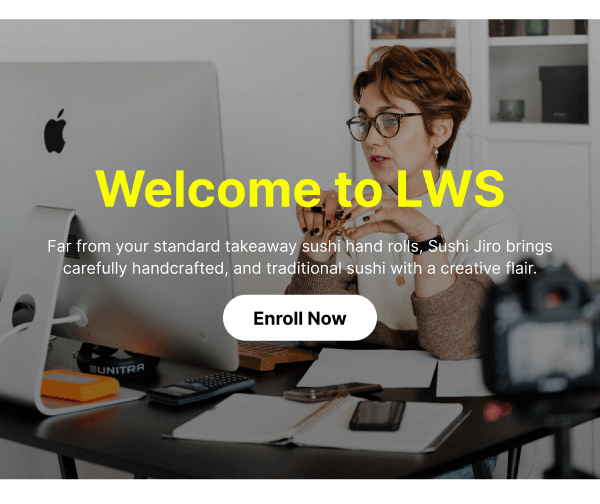 Welcome to LWS
Far from your standard takeaway sushi hand rolls, Sushi Jiro brings
carefully handcrafted, and traditional sushi with a creative flair.
Enroll Now
SUNITRA